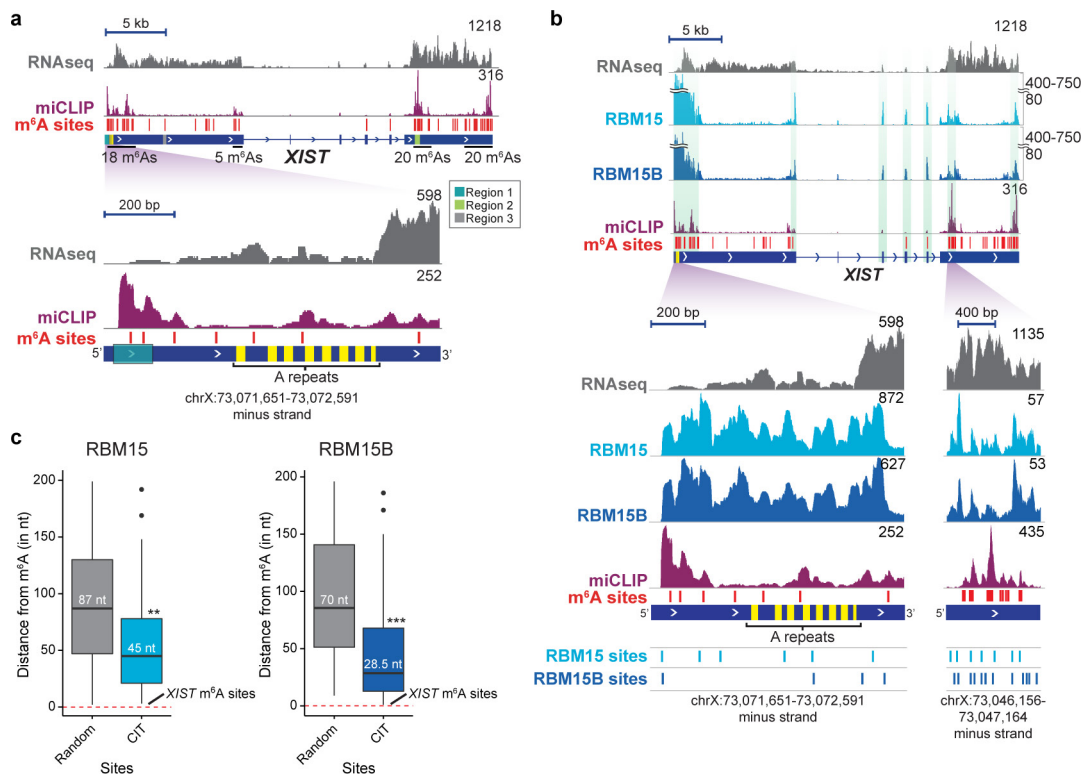 a
5 kb
1218
RNAseq
316
miCLIP
m⁶A sites
18 m⁶As
5 m⁶As
XIST
20 m⁶As
20 m⁶As
Region 1
Region 2
Region 3
200 bp
598
RNAseq
252
miCLIP
m⁶A sites
5'
3'
A repeats
chrX:73,071,651-73,072,591
minus strand
b
5 kb
1218
RNAseq
400-750
80
RBM15
400-750
80
RBM15B
316
miCLIP
m⁶A sites
XIST
200 bp
400 bp
598
1135
RNAseq
872
57
RBM15
627
53
RBM15B
252
435
miCLIP
m⁶A sites
5'
3'
5'
3'
A repeats
RBM15 sites
RBM15B sites
chrX:73,071,651-73,072,591
minus strand
chrX:73,046,156-
73,047,164
minus strand
c
RBM15
Distance from m⁶A (in nt)
200
150
100
50
0
87 nt
**
45 nt
XIST m⁶A sites
Random
CIT
Sites
RBM15B
Distance from m⁶A (in nt)
200
150
100
50
0
70 nt
***
28.5 nt
XIST m⁶A sites
Random
CIT
Sites